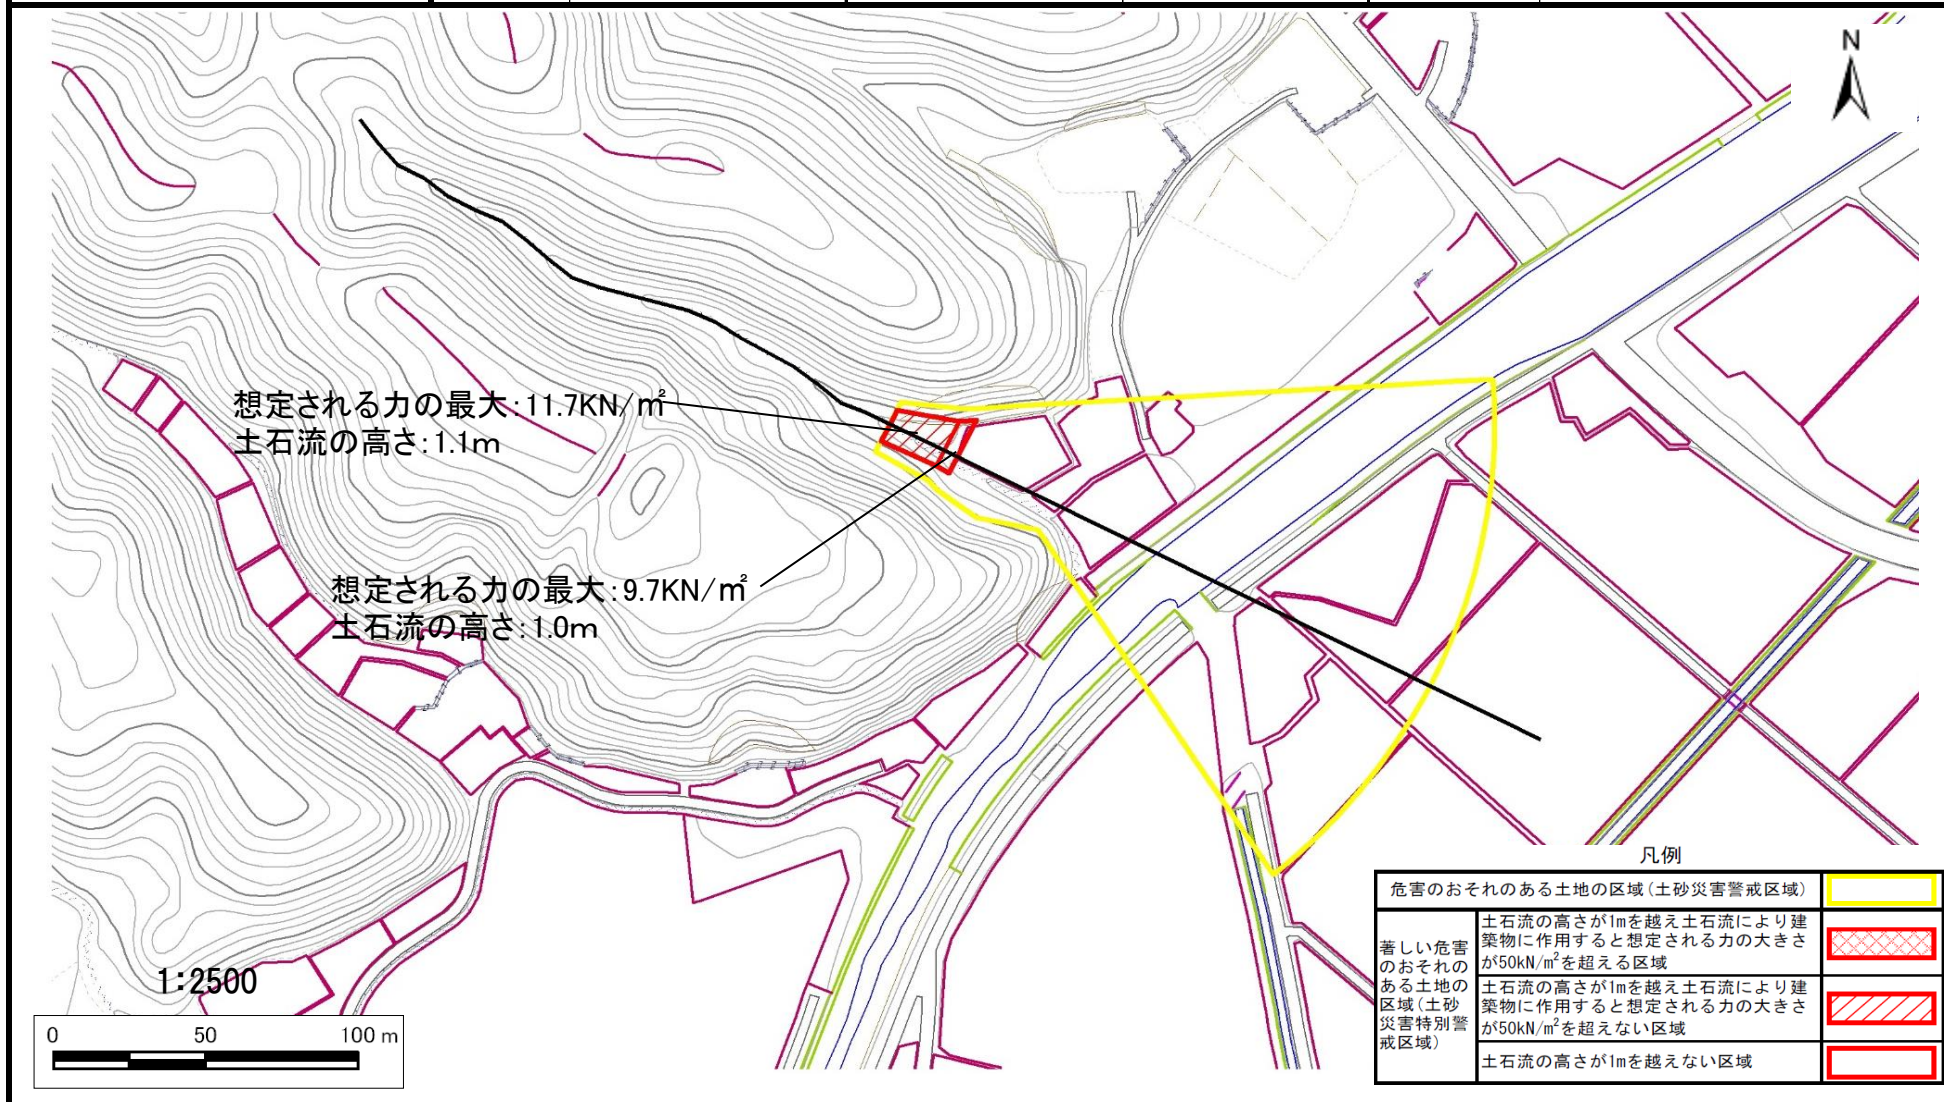 N
想定される力の最大:11.7KN/㎡
土石流の高さ:1.1m
想定される力の最大:9.7KN/㎡
土石流の高さ:1.0m
1:2500
0 50 100 m
凡例
危害のおそれのある土地の区域(土砂災害警戒区域)
著しい危害
のおそれの
ある土地の
区域(土砂
災害特別警
戒区域)
土石流の高さが1mを越え土石流により建
築物に作用すると想定される力の大きさ
が50kN/㎡を超える区域
土石流の高さが1mを越え土石流により建
築物に作用すると想定される力の大きさ
が50kN/㎡を超えない区域
土石流の高さが1mを越えない区域